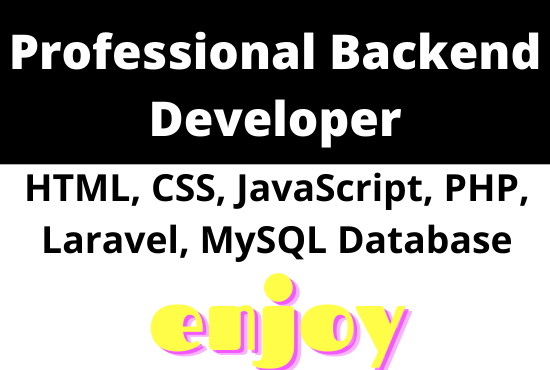 Professional Backend
Developer
HTML, CSS, JavaScript, PHP,
Laravel, MySQL Database
enjoy